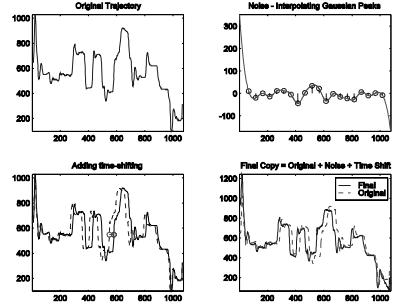 Original Trajectory
1000
800
600
400
200
200 400 600 800 1000
Noise - Interpolating Gaussian Peaks
300
200
100
0
-100
200 400 600 800 1000
Adding time-shifting
1000
800
600
400
200
200 400 600 800 1000
Final Copy = Original + Noise + Time Shift
1200
1000
800
600
400
200
Final
Original
200 400 600 800 1000